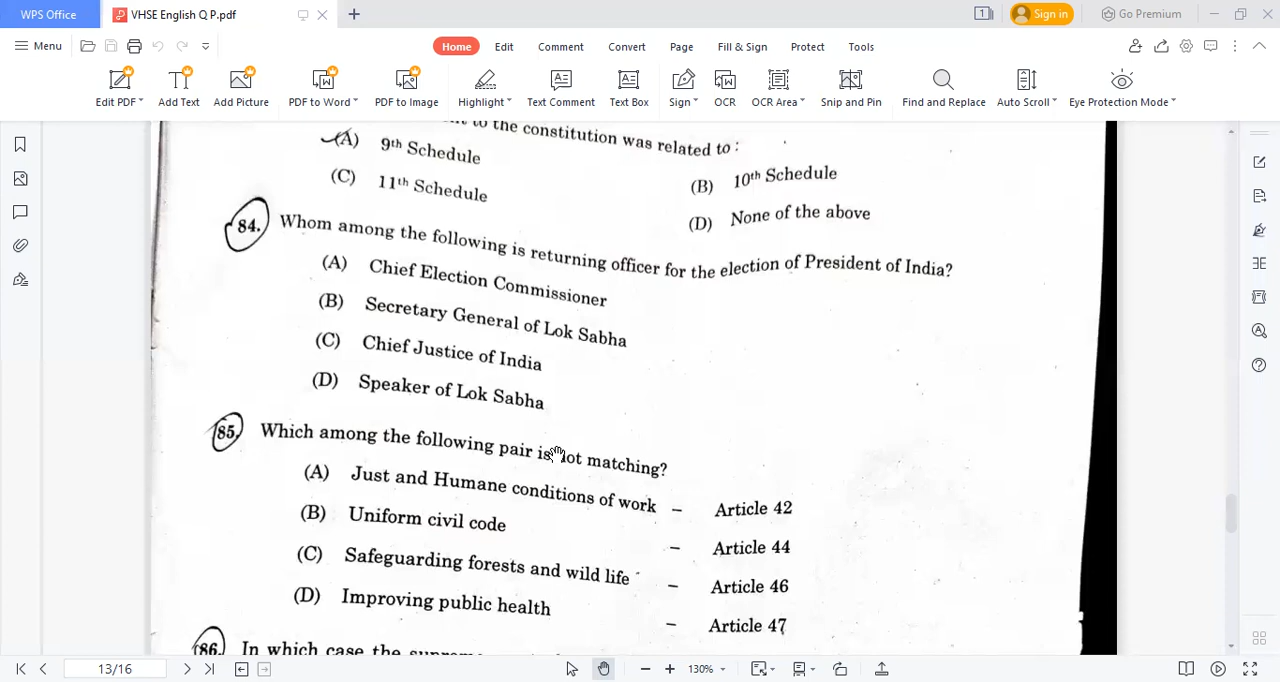 WPS Office
VHSE English Q P.pdf
Sign in
Go Premium
Menu
Home Edit Comment Convert Page Fill & Sign Protect Tools
Edit PDF Add Text Add Picture PDF to Word PDF to Image Highlight Text Comment Text Box Sign OCR OCR Area Snip and Pin Find and Replace Auto Scroll Eye Protection Mode
to the constitution was related to :
(A) 9th Schedule
(B) 10th Schedule
(C) 11th Schedule
(D) None of the above
84. Whom among the following is returning officer for the election of President of India?
(A) Chief Election Commissioner
(B) Secretary General of Lok Sabha
(C) Chief Justice of India
(D) Speaker of Lok Sabha
85. Which among the following pair is not matching?
(A) Just and Humane conditions of work – Article 42
(B) Uniform civil code – Article 44
(C) Safeguarding forests and wild life – Article 46
(D) Improving public health – Article 47
86. In which case the
13/16
130%